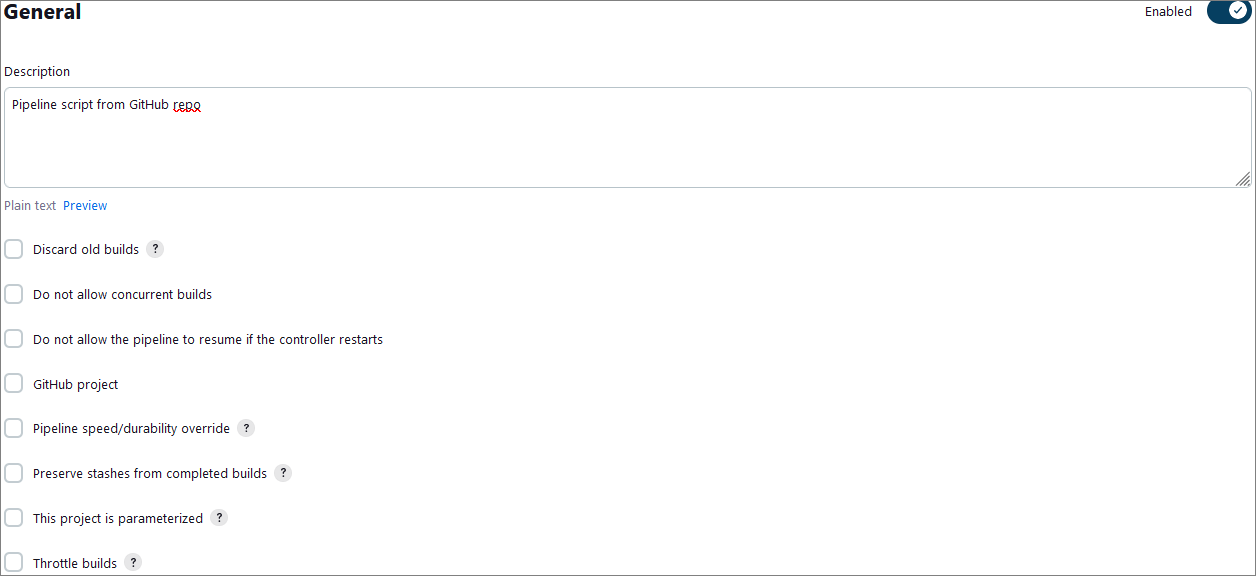 General
Enabled
Description
Pipeline script from GitHub repo
Plain text Preview
Discard old builds ?
Do not allow concurrent builds
Do not allow the pipeline to resume if the controller restarts
GitHub project
Pipeline speed/durability override ?
Preserve stashes from completed builds ?
This project is parameterized ?
Throttle builds ?